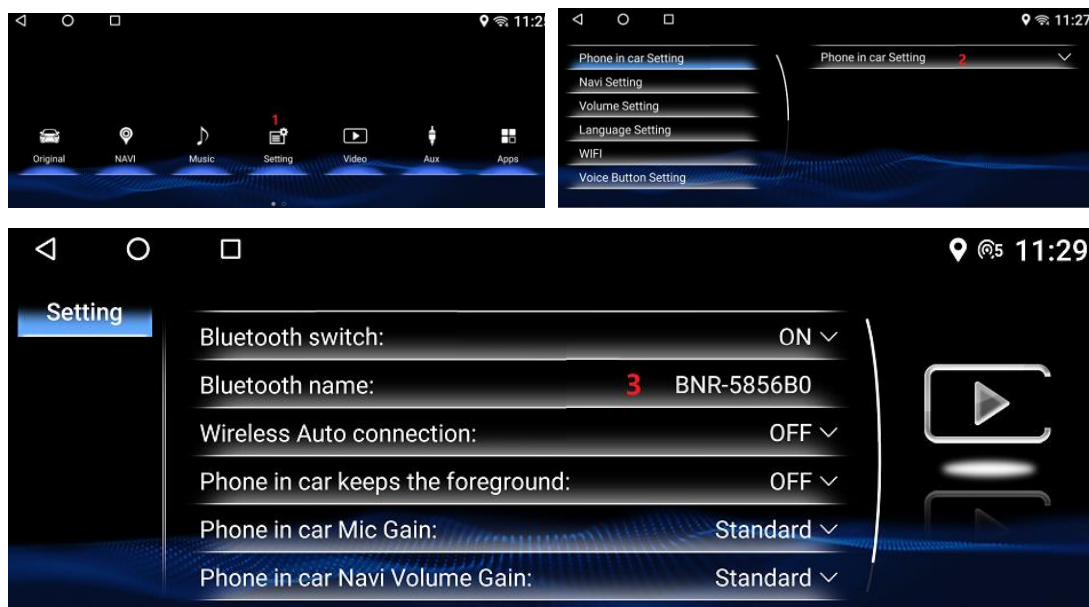 11:2
1
Original NAVI Music Setting Video Aux Apps
11:27
Phone in car Setting
Navi Setting
Volume Setting
Language Setting
WIFI
Voice Button Setting
Phone in car Setting 2
5 11:29
Setting
Bluetooth switch: ON
Bluetooth name: 3 BNR-5856B0
Wireless Auto connection: OFF
Phone in car keeps the foreground: OFF
Phone in car Mic Gain: Standard
Phone in car Navi Volume Gain: Standard